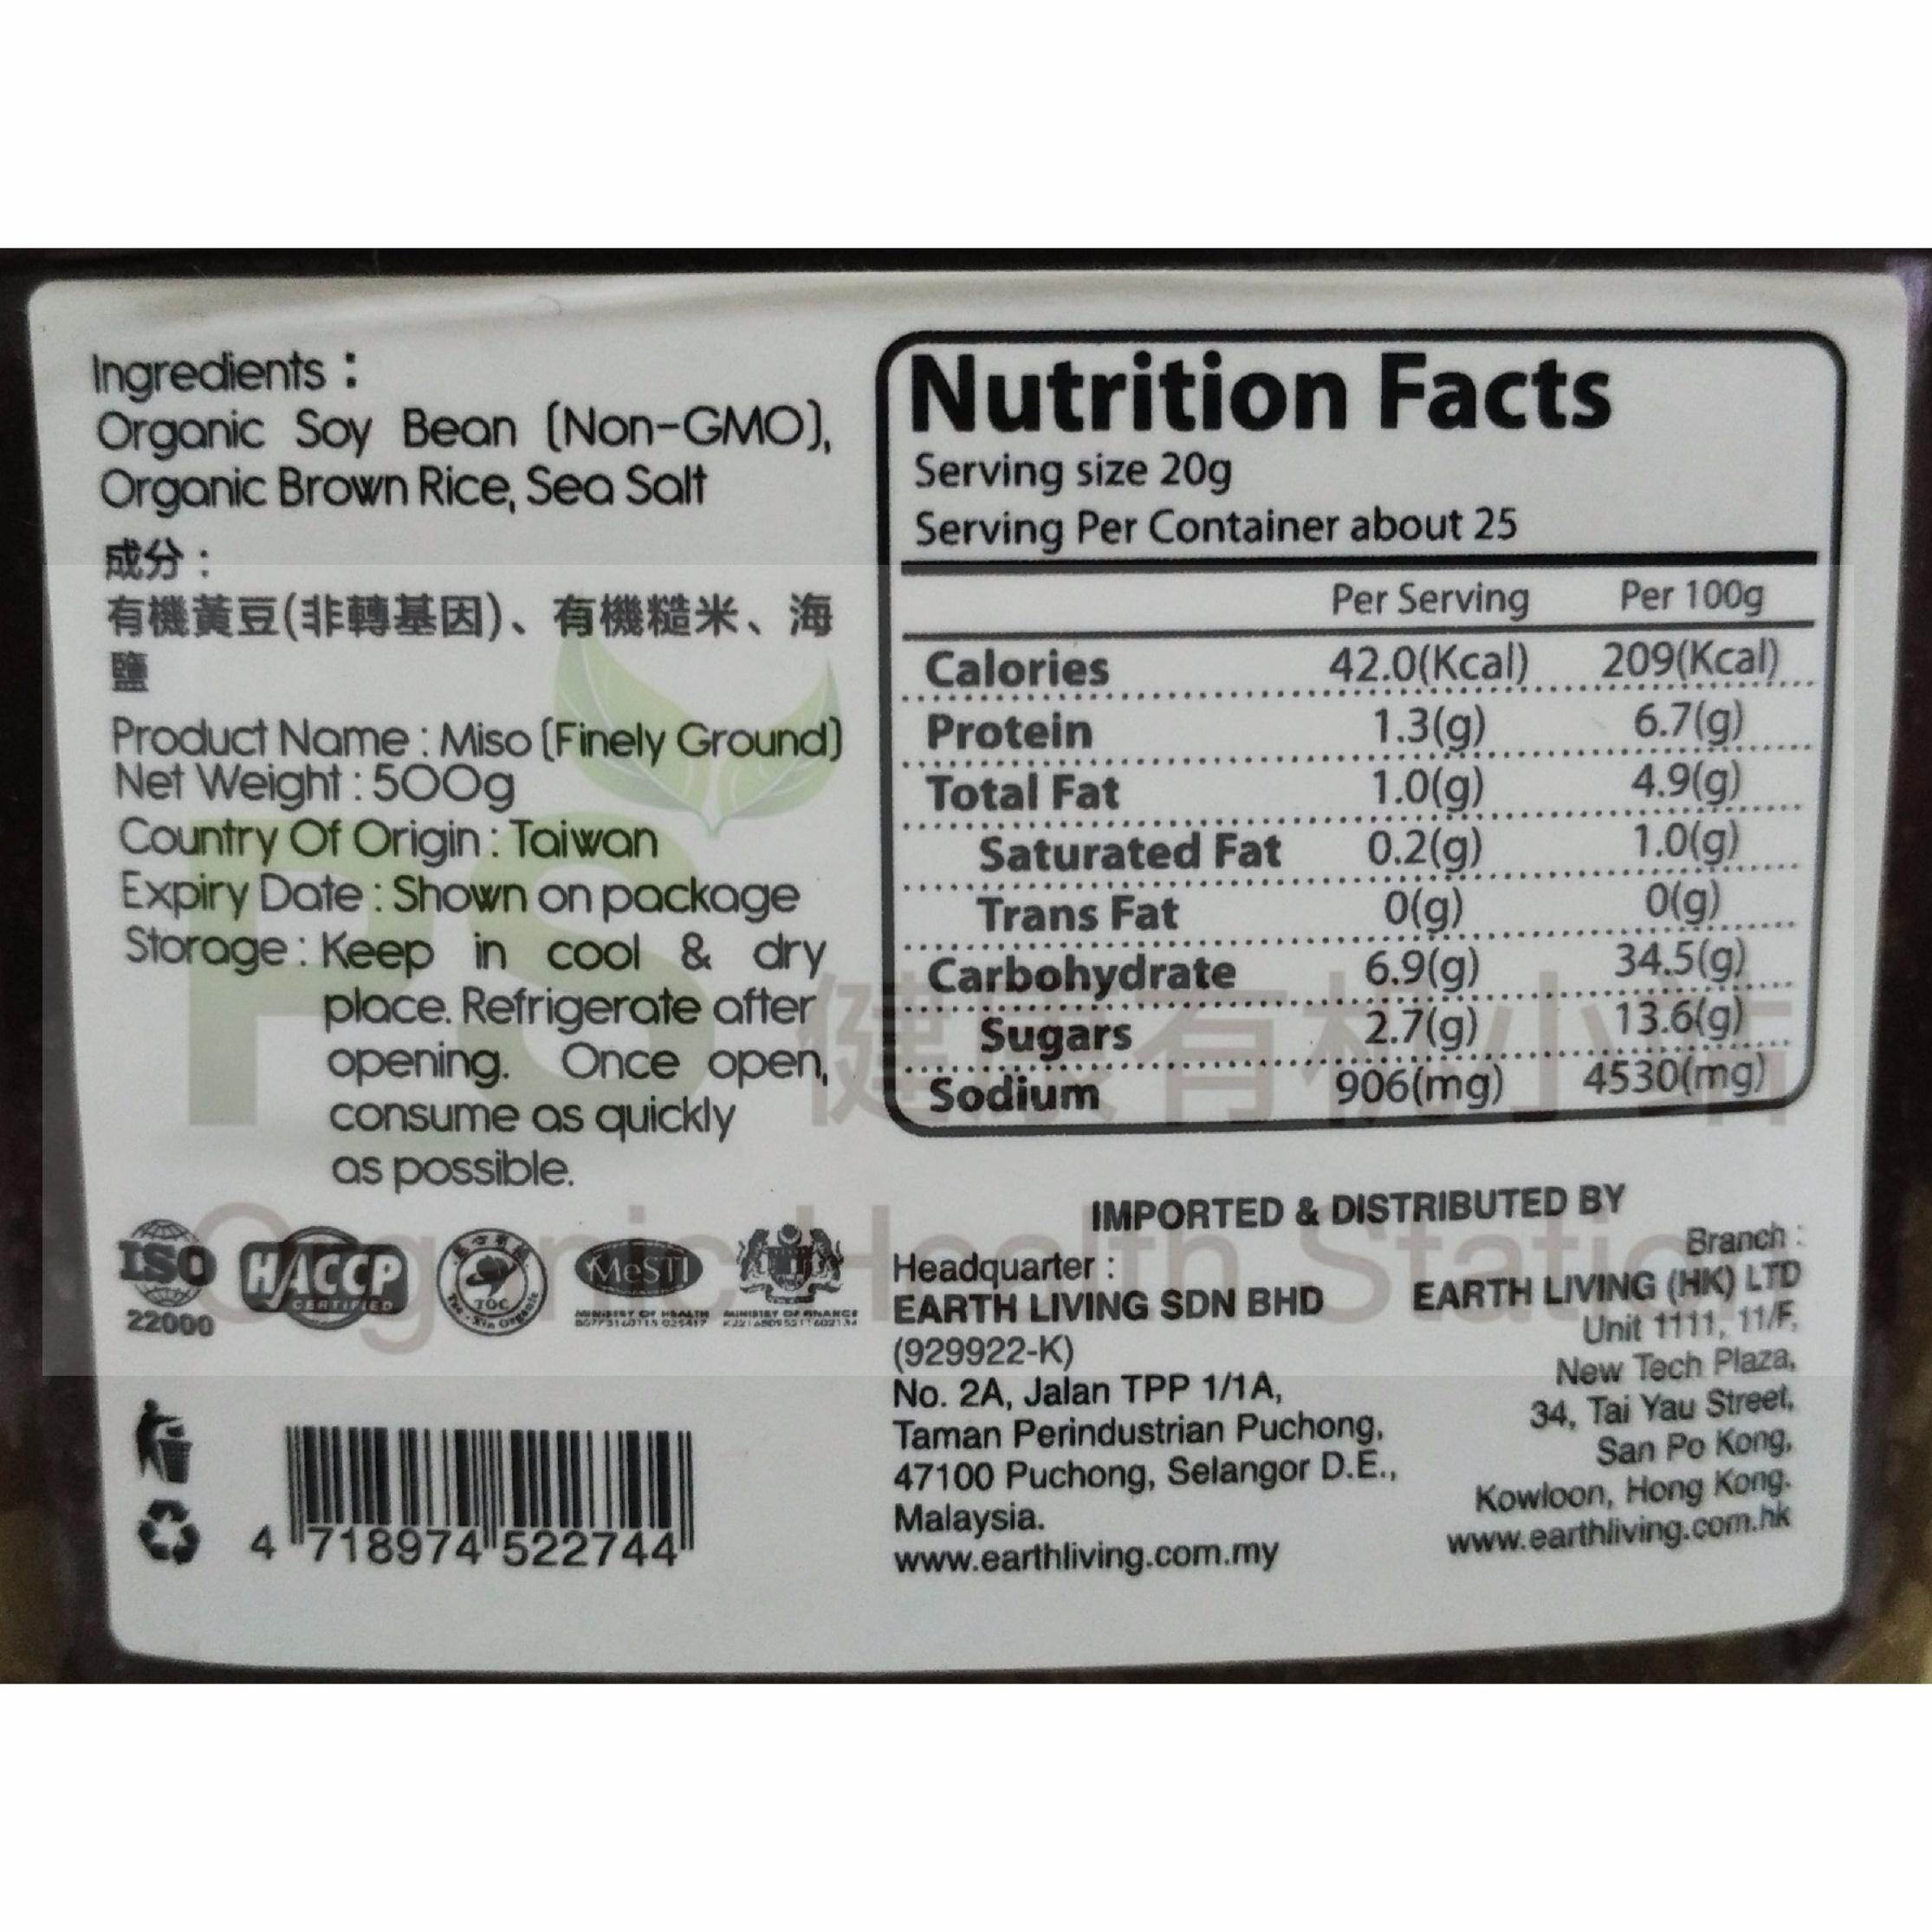 Ingredients :
Organic Soy Bean (Non-GMO),
Organic Brown Rice, Sea Salt
成分 :
有機黃豆(非轉基因)、有機糙米、海
鹽
Product Name : Miso (Finely Ground)
Net Weight : 500g
Country Of Origin : Taiwan
Expiry Date : Shown on package
Storage : Keep in cool & dry
place. Refrigerate after
opening. Once open,
consume as quickly
as possible.
Nutrition Facts
Serving size 20g
Serving Per Container about 25
Per Serving Per 100g
Calories 42.0(Kcal) 209(Kcal)
Protein 1.3(g) 6.7(g)
Total Fat 1.0(g) 4.9(g)
Saturated Fat 0.2(g) 1.0(g)
Trans Fat 0(g) 0(g)
Carbohydrate 6.9(g) 34.5(g)
Sugars 2.7(g) 13.6(g)
Sodium 906(mg) 4530(mg)
PS
Organic Health Station
ISO
22000
HACCP
CERTIFIED
TOC
MeSTI
MINISTRY OF HEALTH
MINISTRY OF FINANCE
4 718974 522744
IMPORTED & DISTRIBUTED BY
Headquarter :
EARTH LIVING SDN BHD
(929922-K)
No. 2A, Jalan TPP 1/1A,
Taman Perindustrian Puchong,
47100 Puchong, Selangor D.E.,
Malaysia.
www.earthliving.com.my
Branch :
EARTH LIVING (HK) LTD
Unit 1111, 11/F,
New Tech Plaza,
34, Tai Yau Street,
San Po Kong,
Kowloon, Hong Kong.
www.earthliving.com.hk